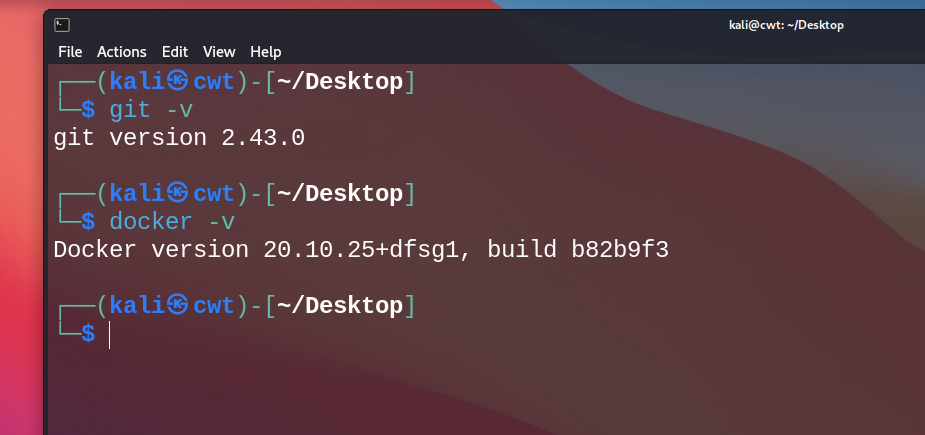 kali@cwt: ~/Desktop
File Actions Edit View Help
┌──(kali㉿cwt)-[~/Desktop]
└─$ git -v
git version 2.43.0
┌──(kali㉿cwt)-[~/Desktop]
└─$ docker -v
Docker version 20.10.25+dfsg1, build b82b9f3
┌──(kali㉿cwt)-[~/Desktop]
└─$